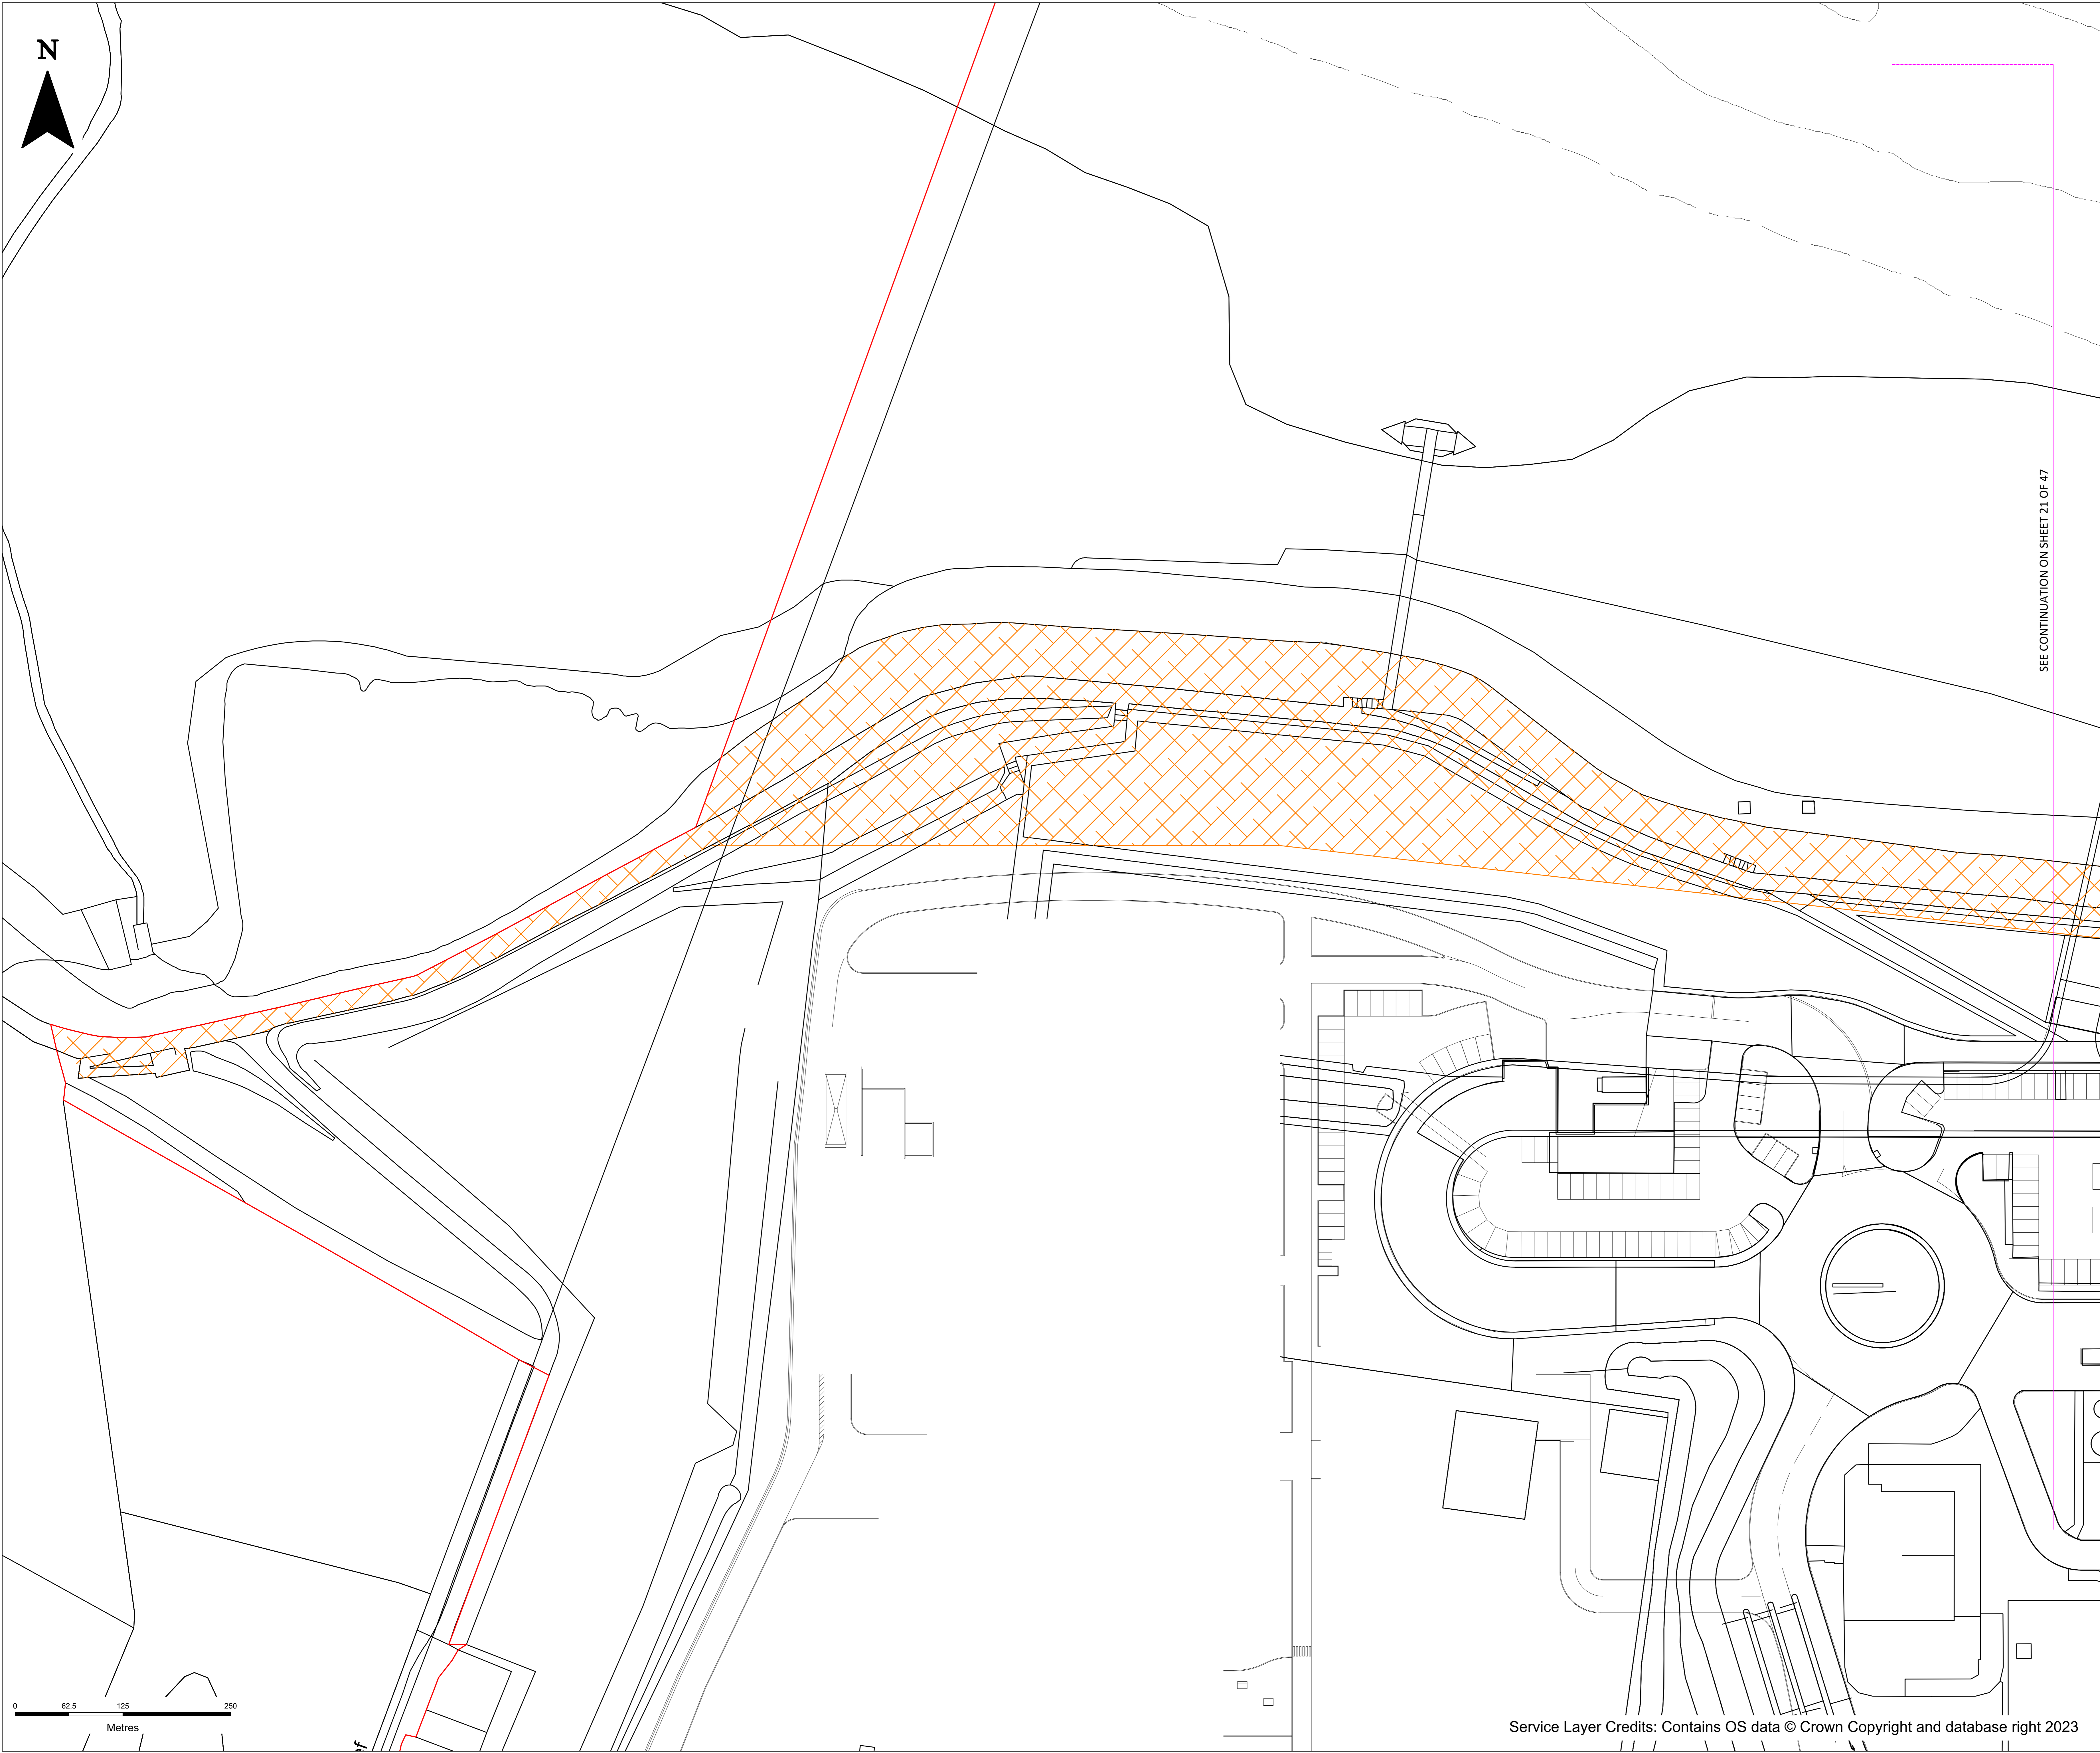 N
SEE CONTINUATION ON SHEET 21 OF 47
0 62.5 125 250
Metres
ef
Service Layer Credits: Contains OS data © Crown Copyright and database right 2023